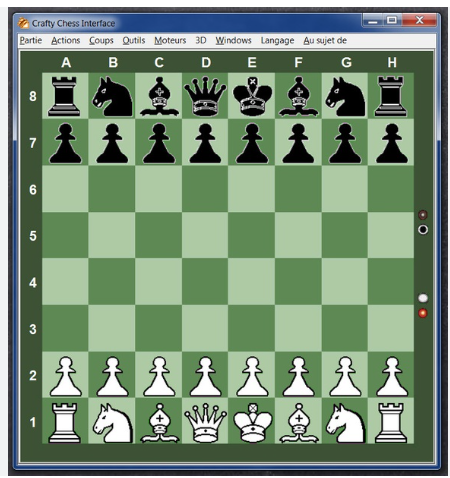 Crafty Chess Interface
Partie Actions Coups Outils Moteurs 3D Windows Langage Au sujet de
A B C D E F G H
8
7
6
5
4
3
2
1